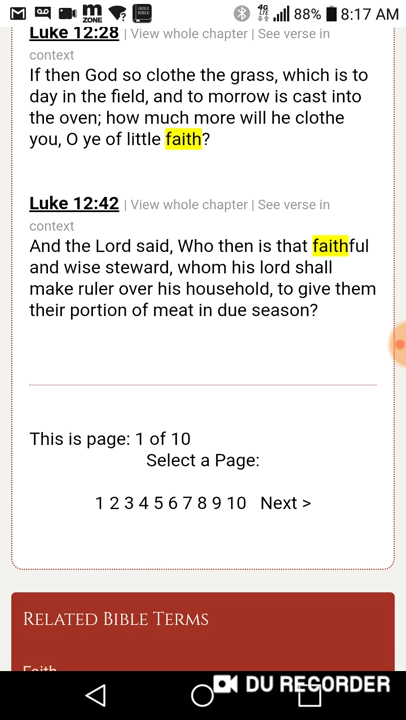 m
ZONE
?
HOLY
BIBLE
4G
LTE
88% 8:17 AM
Luke 12:28 | View whole chapter | See verse in
context
If then God so clothe the grass, which is to
day in the field, and to morrow is cast into
the oven; how much more will he clothe
you, O ye of little faith?
Luke 12:42 | View whole chapter | See verse in
context
And the Lord said, Who then is that faithful
and wise steward, whom his lord shall
make ruler over his household, to give them
their portion of meat in due season?
This is page: 1 of 10
Select a Page:
1 2 3 4 5 6 7 8 9 10 Next >
RELATED BIBLE TERMS
Faith
DU RECORDER